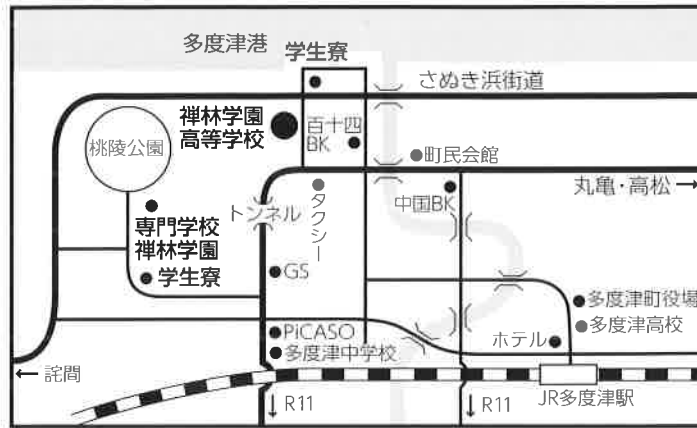 多度津港
学生寮
さぬき浜街道
禅林学園
高等学校
百十四
BK
桃陵公園
町民会館
丸亀・高松→
中国BK
タクシー
トンネル
専門学校
禅林学園
学生寮
GS
多度津町役場
多度津高校
PiCASO
多度津中学校
ホテル
← 詫間
↓R11
↓R11
JR多度津駅